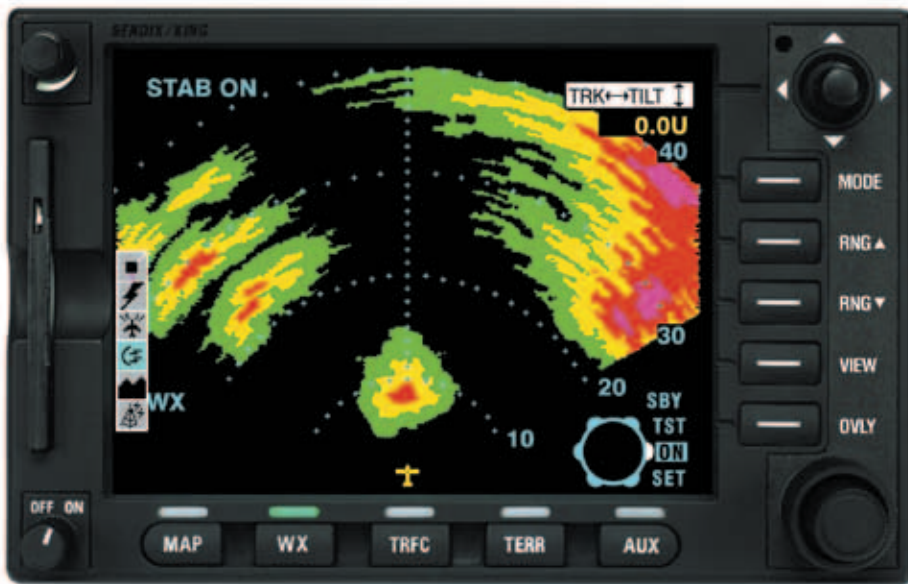 BENDIX/KING
STAB ON
TRK↔TILT ↕
0.0U
40
MODE
RNG ▲
RNG ▼
30
VIEW
20
WX
SBY
OVLY
TST
10
ON
SET
OFF ON
MAP
WX
TRFC
TERR
AUX